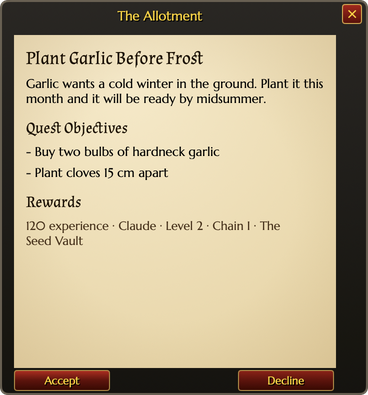 The Allotment
Plant Garlic Before Frost
Garlic wants a cold winter in the ground. Plant it this
month and it will be ready by midsummer.
Quest Objectives
- Buy two bulbs of hardneck garlic
- Plant cloves 15 cm apart
Rewards
120 experience · Claude · Level 2 · Chain 1 · The
Seed Vault
Accept
Decline